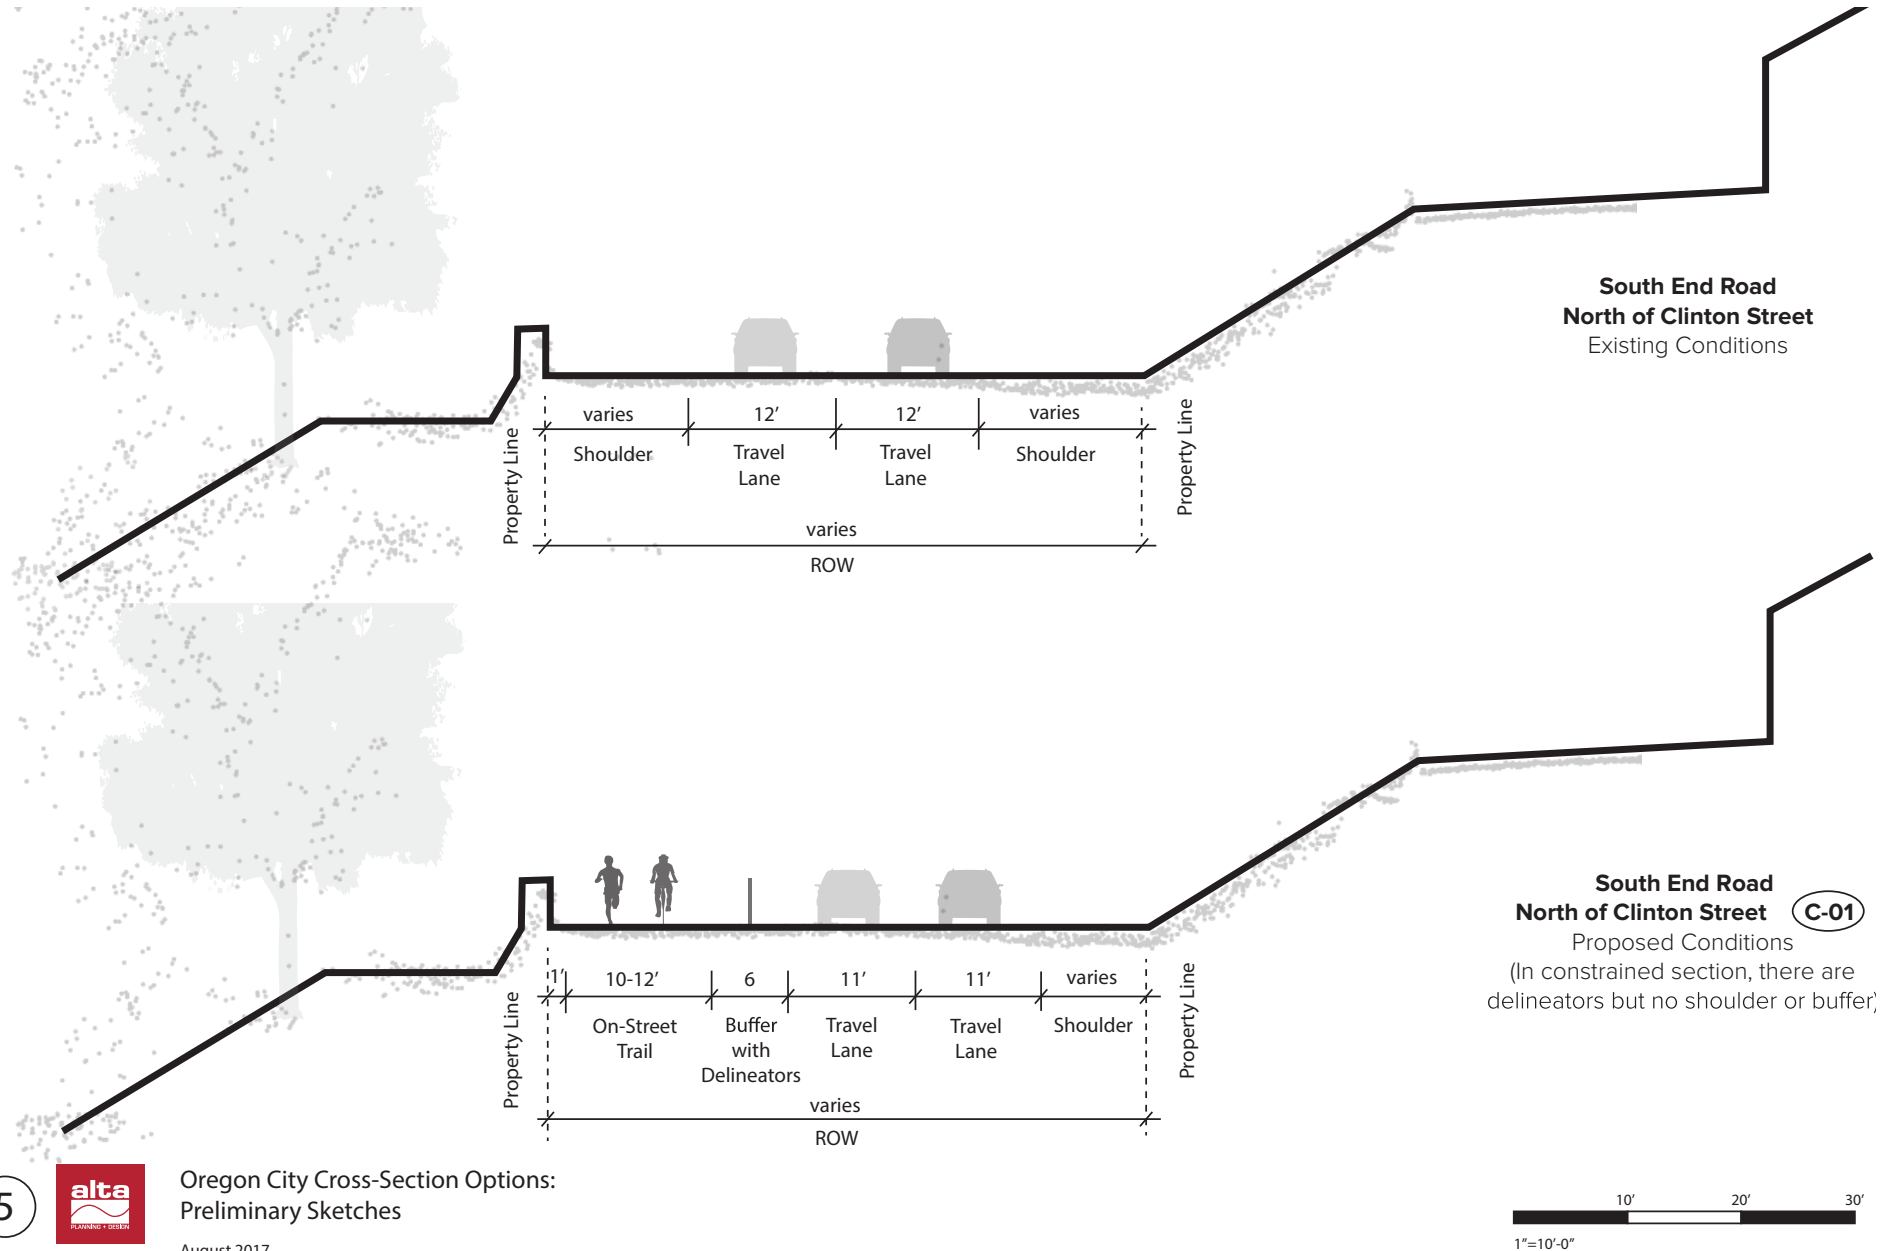 South End Road
North of Clinton Street
Existing Conditions
varies
12’
12’
varies
Shoulder
Travel
Lane
Travel
Lane
Shoulder
Property Line
Property Line
varies
ROW
South End Road
North of Clinton Street
C-01
Proposed Conditions
(In constrained section, there are
delineators but no shoulder or buffer)
1’
10-12’
6
11’
11’
varies
On-Street
Trail
Buffer
with
Delineators
Travel
Lane
Travel
Lane
Shoulder
Property Line
Property Line
varies
ROW
5
alta
PLANNING + DESIGN
Oregon City Cross-Section Options:
Preliminary Sketches
August 2017
10’
20’
30’
1”=10’-0”